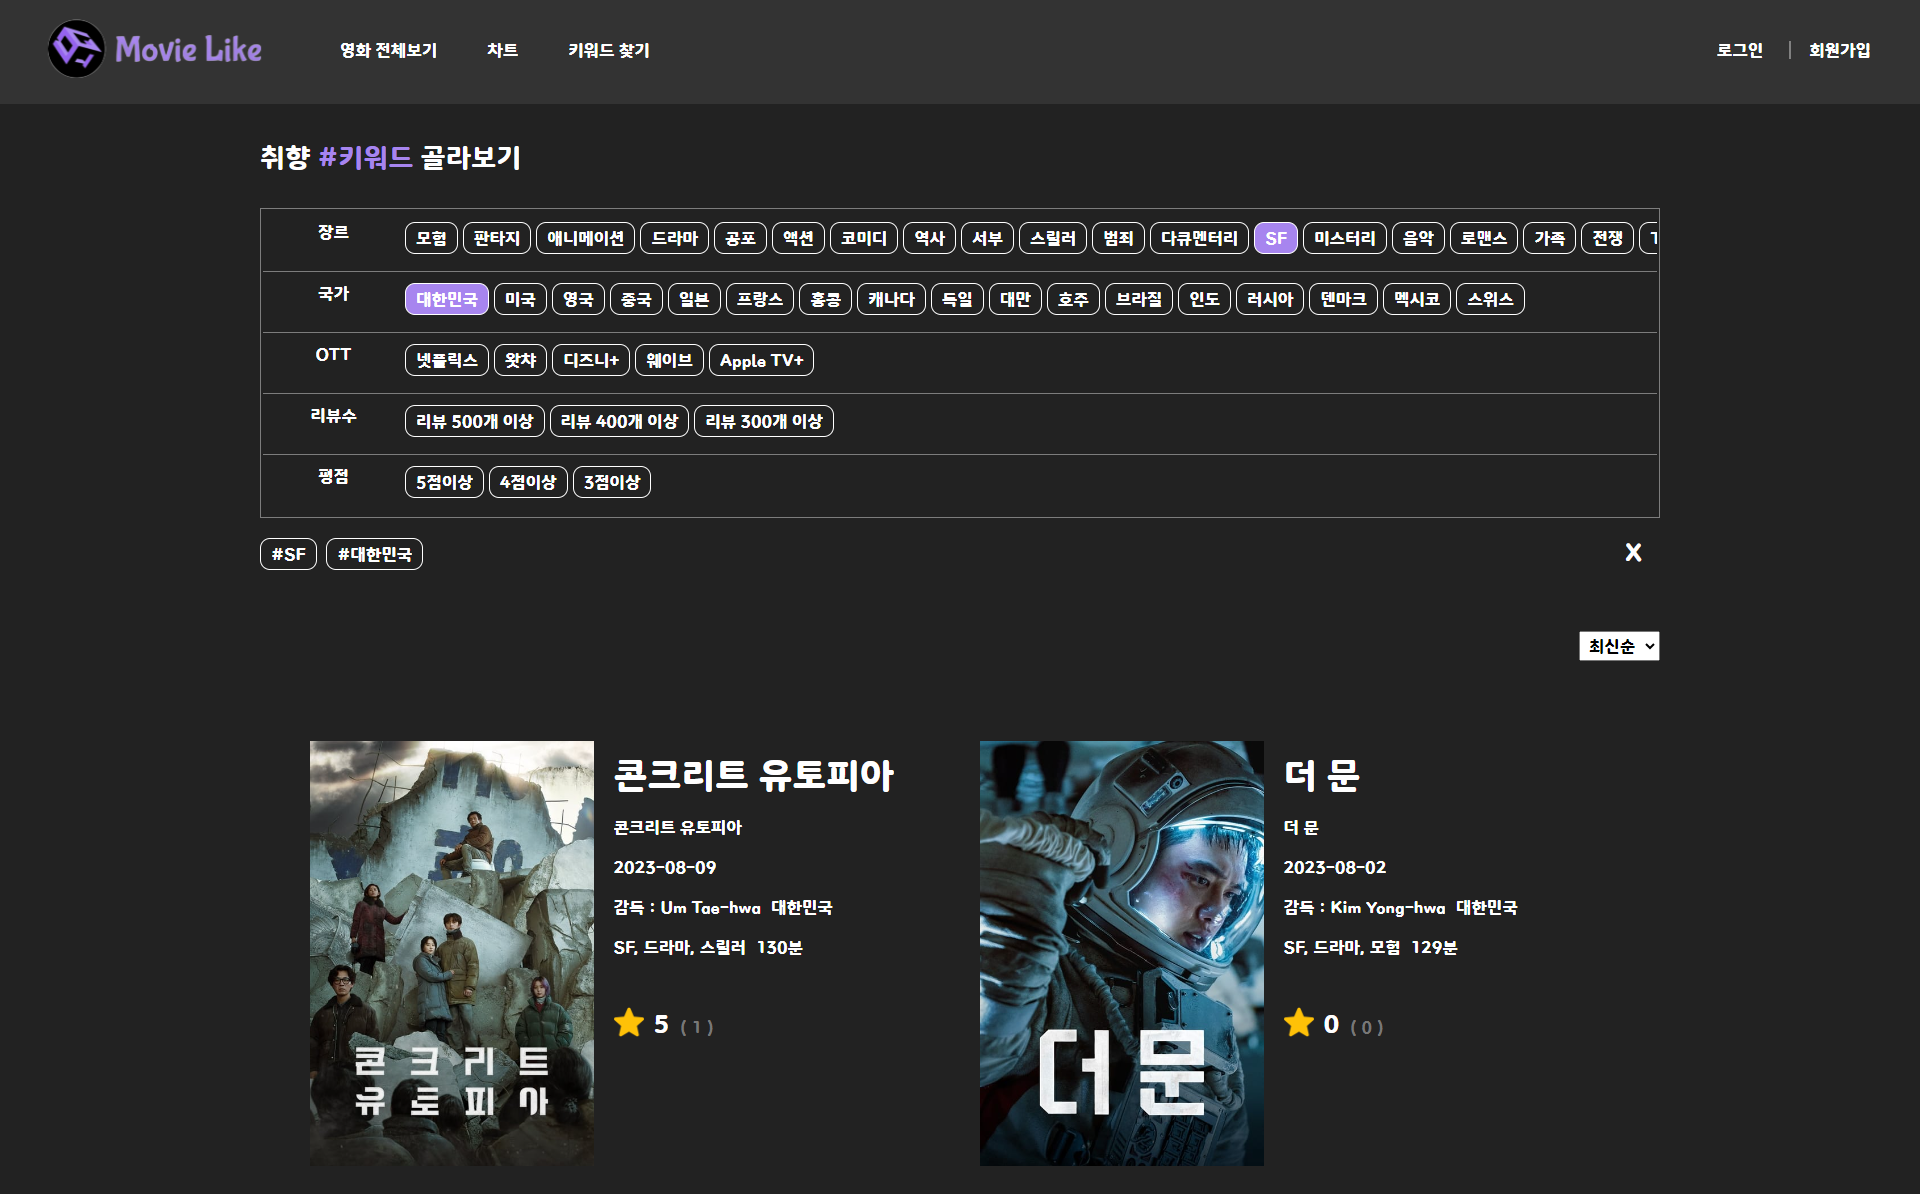 Movie Like
영화 전체보기 차트 키워드 찾기
로그인 | 회원가입
취향 #키워드 골라보기
장르 모험 판타지 애니메이션 드라마 공포 액션 코미디 역사 서부 스릴러 범죄 다큐멘터리 SF 미스터리 음악 로맨스 가족 전쟁
국가 대한민국 미국 영국 중국 일본 프랑스 홍콩 캐나다 독일 대만 호주 브라질 인도 러시아 덴마크 멕시코 스위스
OTT 넷플릭스 왓챠 디즈니+ 웨이브 Apple TV+
리뷰수 리뷰 500개 이상 리뷰 400개 이상 리뷰 300개 이상
평점 5점이상 4점이상 3점이상
#SF #대한민국 X
최신순
콘크리트
유토피아
콘크리트 유토피아
콘크리트 유토피아
2023-08-09
감독 : Um Tae-hwa 대한민국
SF, 드라마, 스릴러 130분
5 ( 1 )
더 문
더 문
더 문
2023-08-02
감독 : Kim Yong-hwa 대한민국
SF, 드라마, 모험 129분
0 ( 0 )